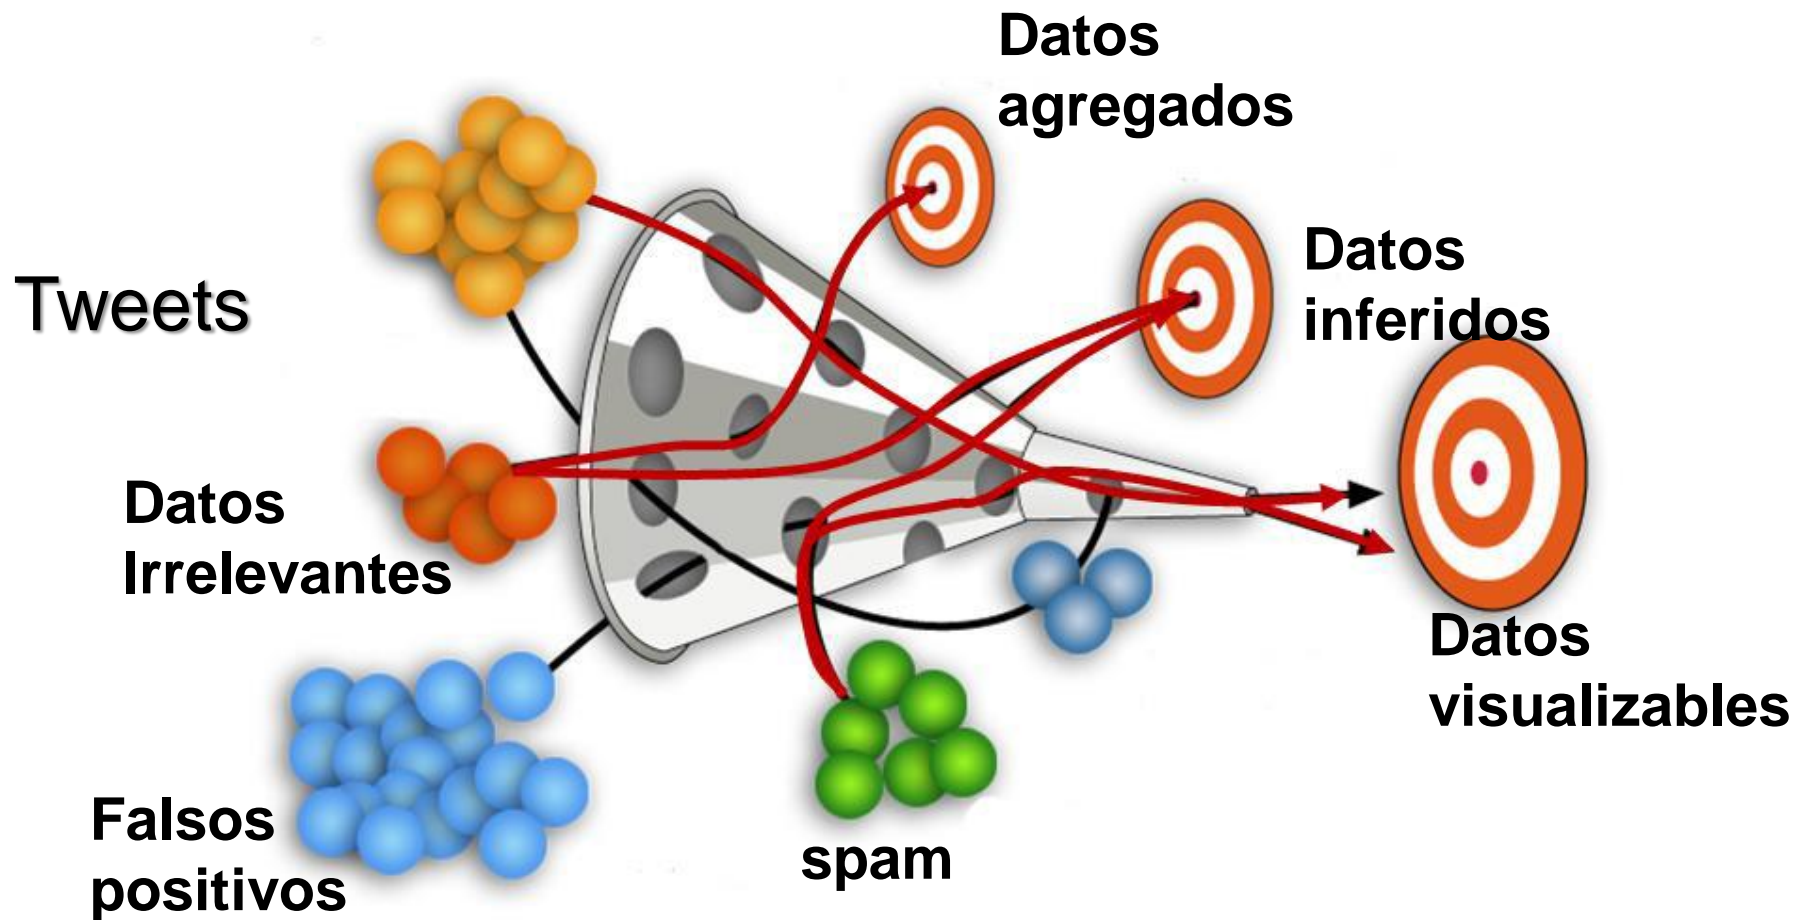 Datos
agregados
Datos
inferidos
Tweets
Datos
Irrelevantes
Datos
visualizables
Falsos
positivos
spam